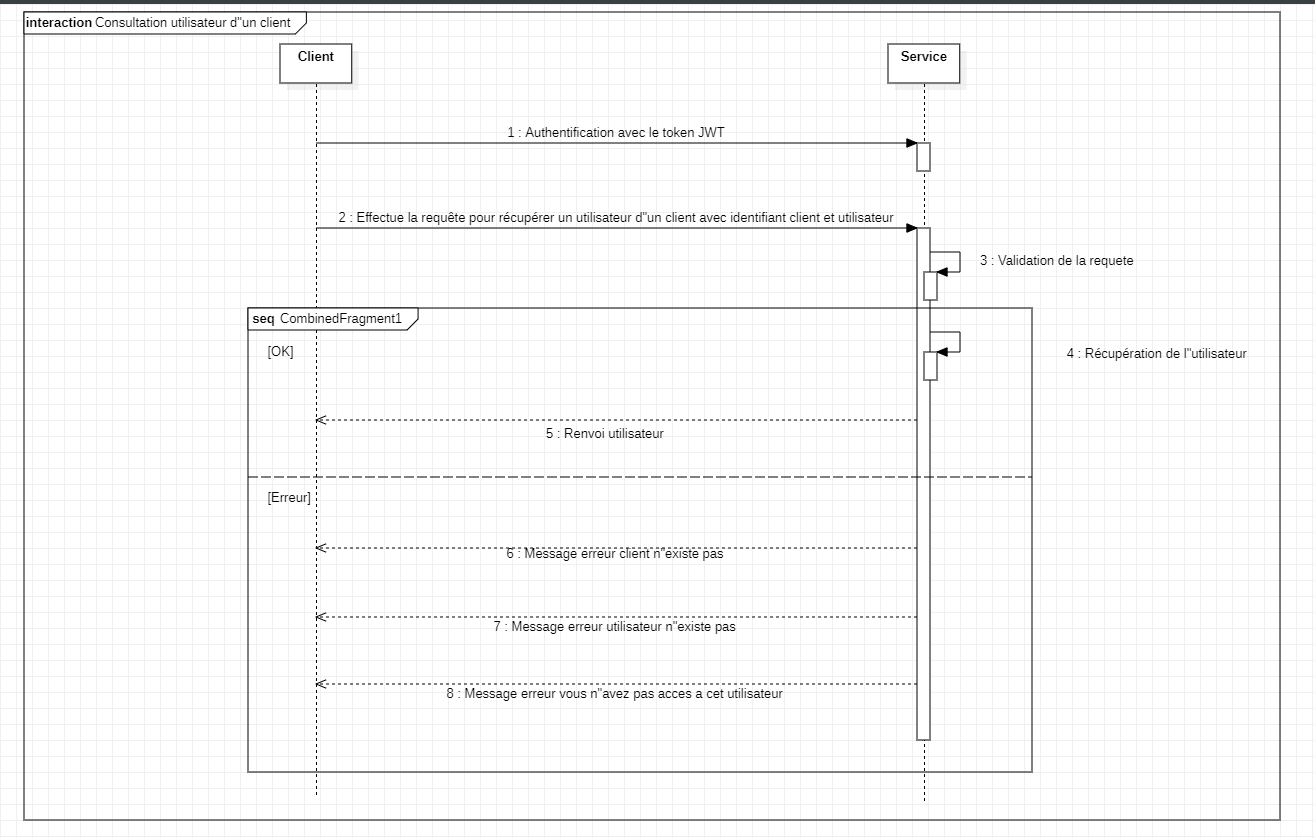 interaction Consultation utilisateur d"un client
Client
Service
1 : Authentification avec le token JWT
2 : Effectue la requête pour récupérer un utilisateur d"un client avec identifiant client et utilisateur
3 : Validation de la requete
seq CombinedFragment1
[OK]
4 : Récupération de l"utilisateur
5 : Renvoi utilisateur
[Erreur]
6 : Message erreur client n"existe pas
7 : Message erreur utilisateur n"existe pas
8 : Message erreur vous n"avez pas acces a cet utilisateur